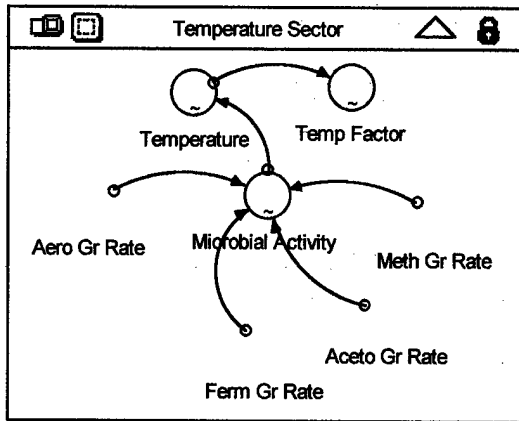 Temperature Sector
~
~
Temperature
Temp Factor
~
Microbial Activity
Aero Gr Rate
Meth Gr Rate
Aceto Gr Rate
Ferm Gr Rate